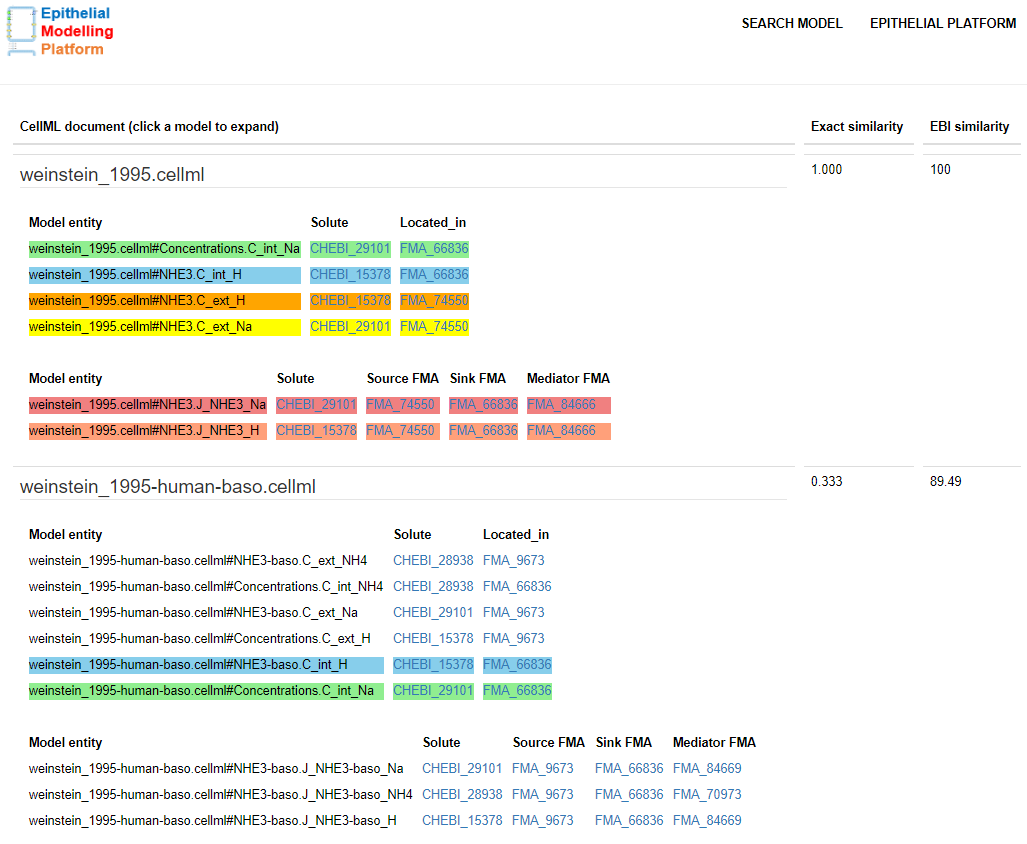 Epithelial
Modelling
Platform
SEARCH MODEL EPITHELIAL PLATFORM
CellML document (click a model to expand) Exact similarity EBI similarity
weinstein_1995.cellml 1.000 100
Model entity Solute Located_in
weinstein_1995.cellml#Concentrations.C_int_Na CHEBI_29101 FMA_66836
weinstein_1995.cellml#NHE3.C_int_H CHEBI_15378 FMA_66836
weinstein_1995.cellml#NHE3.C_ext_H CHEBI_15378 FMA_74550
weinstein_1995.cellml#NHE3.C_ext_Na CHEBI_29101 FMA_74550
Model entity Solute Source FMA Sink FMA Mediator FMA
weinstein_1995.cellml#NHE3.J_NHE3_Na CHEBI_29101 FMA_74550 FMA_66836 FMA_84666
weinstein_1995.cellml#NHE3.J_NHE3_H CHEBI_15378 FMA_74550 FMA_66836 FMA_84666
weinstein_1995-human-baso.cellml 0.333 89.49
Model entity Solute Located_in
weinstein_1995-human-baso.cellml#NHE3-baso.C_ext_NH4 CHEBI_28938 FMA_9673
weinstein_1995-human-baso.cellml#Concentrations.C_int_NH4 CHEBI_28938 FMA_66836
weinstein_1995-human-baso.cellml#NHE3-baso.C_ext_Na CHEBI_29101 FMA_9673
weinstein_1995-human-baso.cellml#Concentrations.C_ext_H CHEBI_15378 FMA_9673
weinstein_1995-human-baso.cellml#NHE3-baso.C_int_H CHEBI_15378 FMA_66836
weinstein_1995-human-baso.cellml#Concentrations.C_int_Na CHEBI_29101 FMA_66836
Model entity Solute Source FMA Sink FMA Mediator FMA
weinstein_1995-human-baso.cellml#NHE3-baso.J_NHE3-baso_Na CHEBI_29101 FMA_9673 FMA_66836 FMA_84669
weinstein_1995-human-baso.cellml#NHE3-baso.J_NHE3-baso_NH4 CHEBI_28938 FMA_9673 FMA_66836 FMA_70973
weinstein_1995-human-baso.cellml#NHE3-baso.J_NHE3-baso_H CHEBI_15378 FMA_9673 FMA_66836 FMA_84669